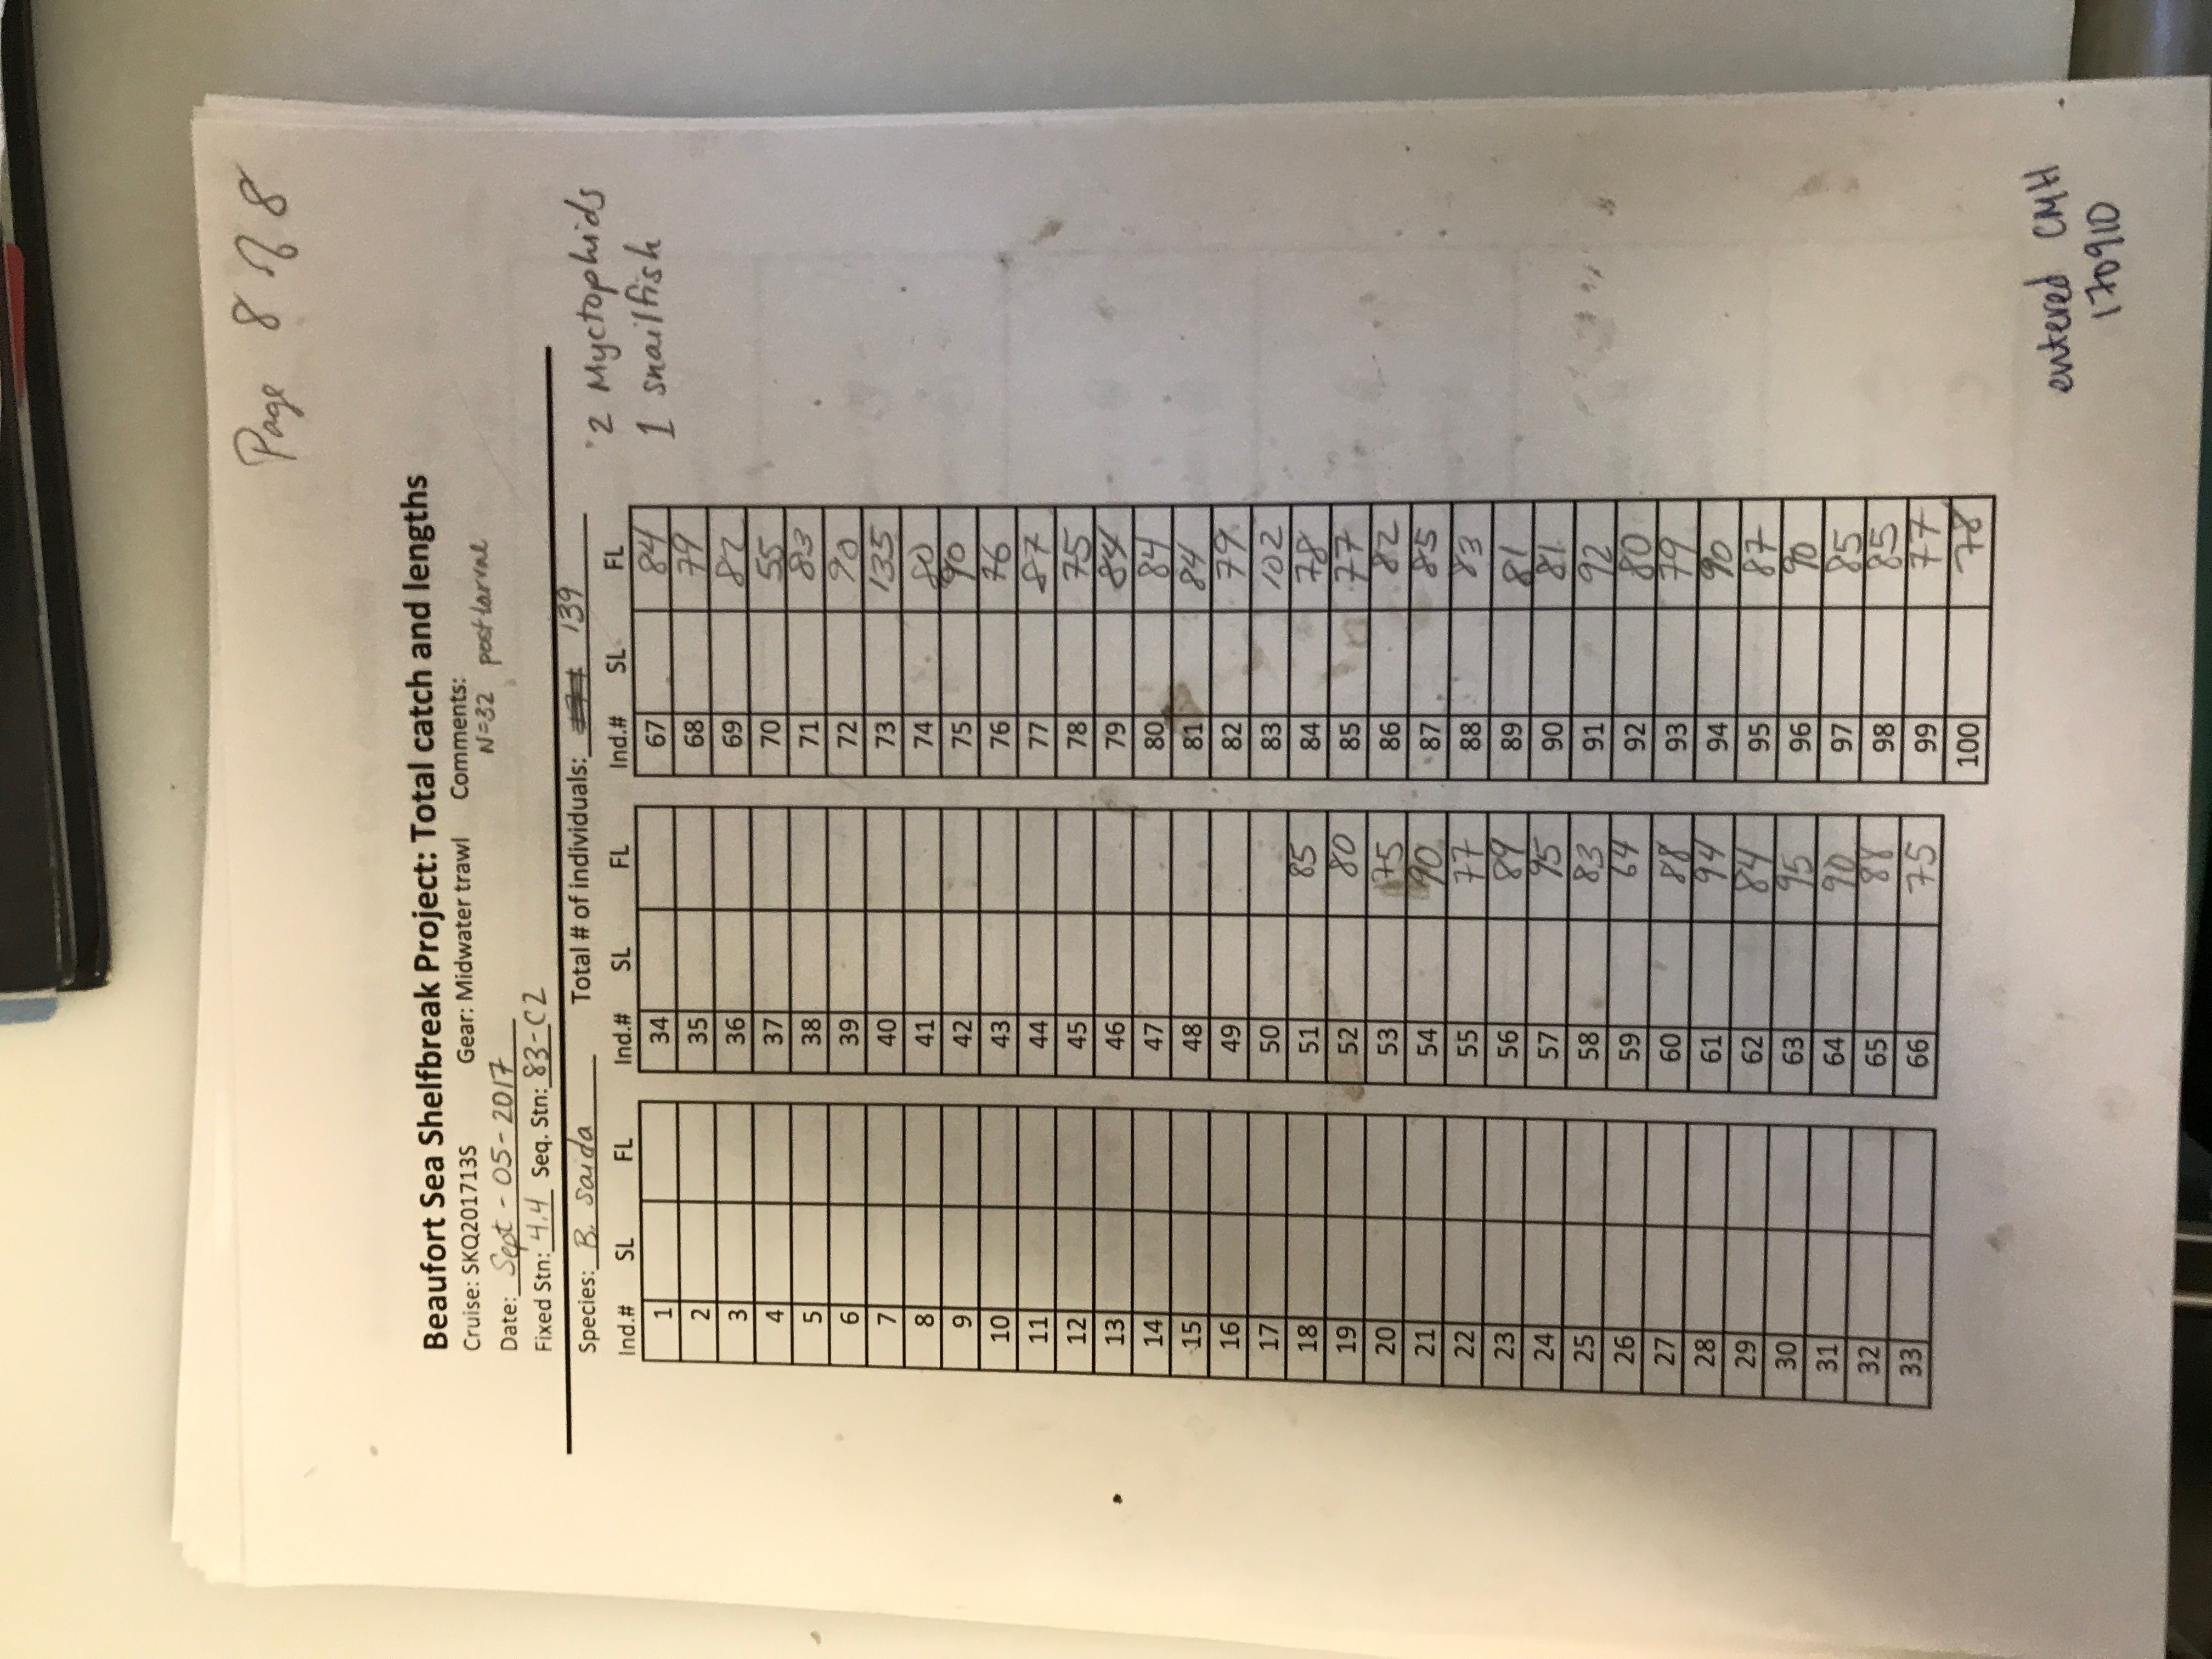 Page 8 of 8
Beaufort Sea Shelfbreak Project: Total catch and lengths
Cruise: SKQ201713S Gear: Midwater trawl Comments:
N=32 post larval
Date: Sept-05-2017
Fixed Stn: 4.4 Seq. Stn: 83-C2
Species: B. saida Total # of individuals: 139
2 Myctophids
1 snailfish
Ind.# SL FL Ind.# SL FL Ind.# SL FL
1 34 67 84
2 35 68 79
3 36 69 82
4 37 70 55
5 38 71 83
6 39 72 90
7 40 73 135
8 41 74 80
9 42 75 90
10 43 76 76
11 44 77 87
12 45 78 75
13 46 79 84
14 47 80 84
15 48 81 84
16 49 82 79
17 50 83 102
18 51 85 84 78
19 52 80 85 77
20 53 75 86 82
21 54 90 87 85
22 55 77 88 83
23 56 89 89 81
24 57 95 90 81
25 58 83 91 92
26 59 64 92 80
27 60 88 93 79
28 61 94 94 90
29 62 84 95 87
30 63 95 96 90
31 64 90 97 85
32 65 88 98 85
33 66 75 99 77
100 78
entered CMH
170910